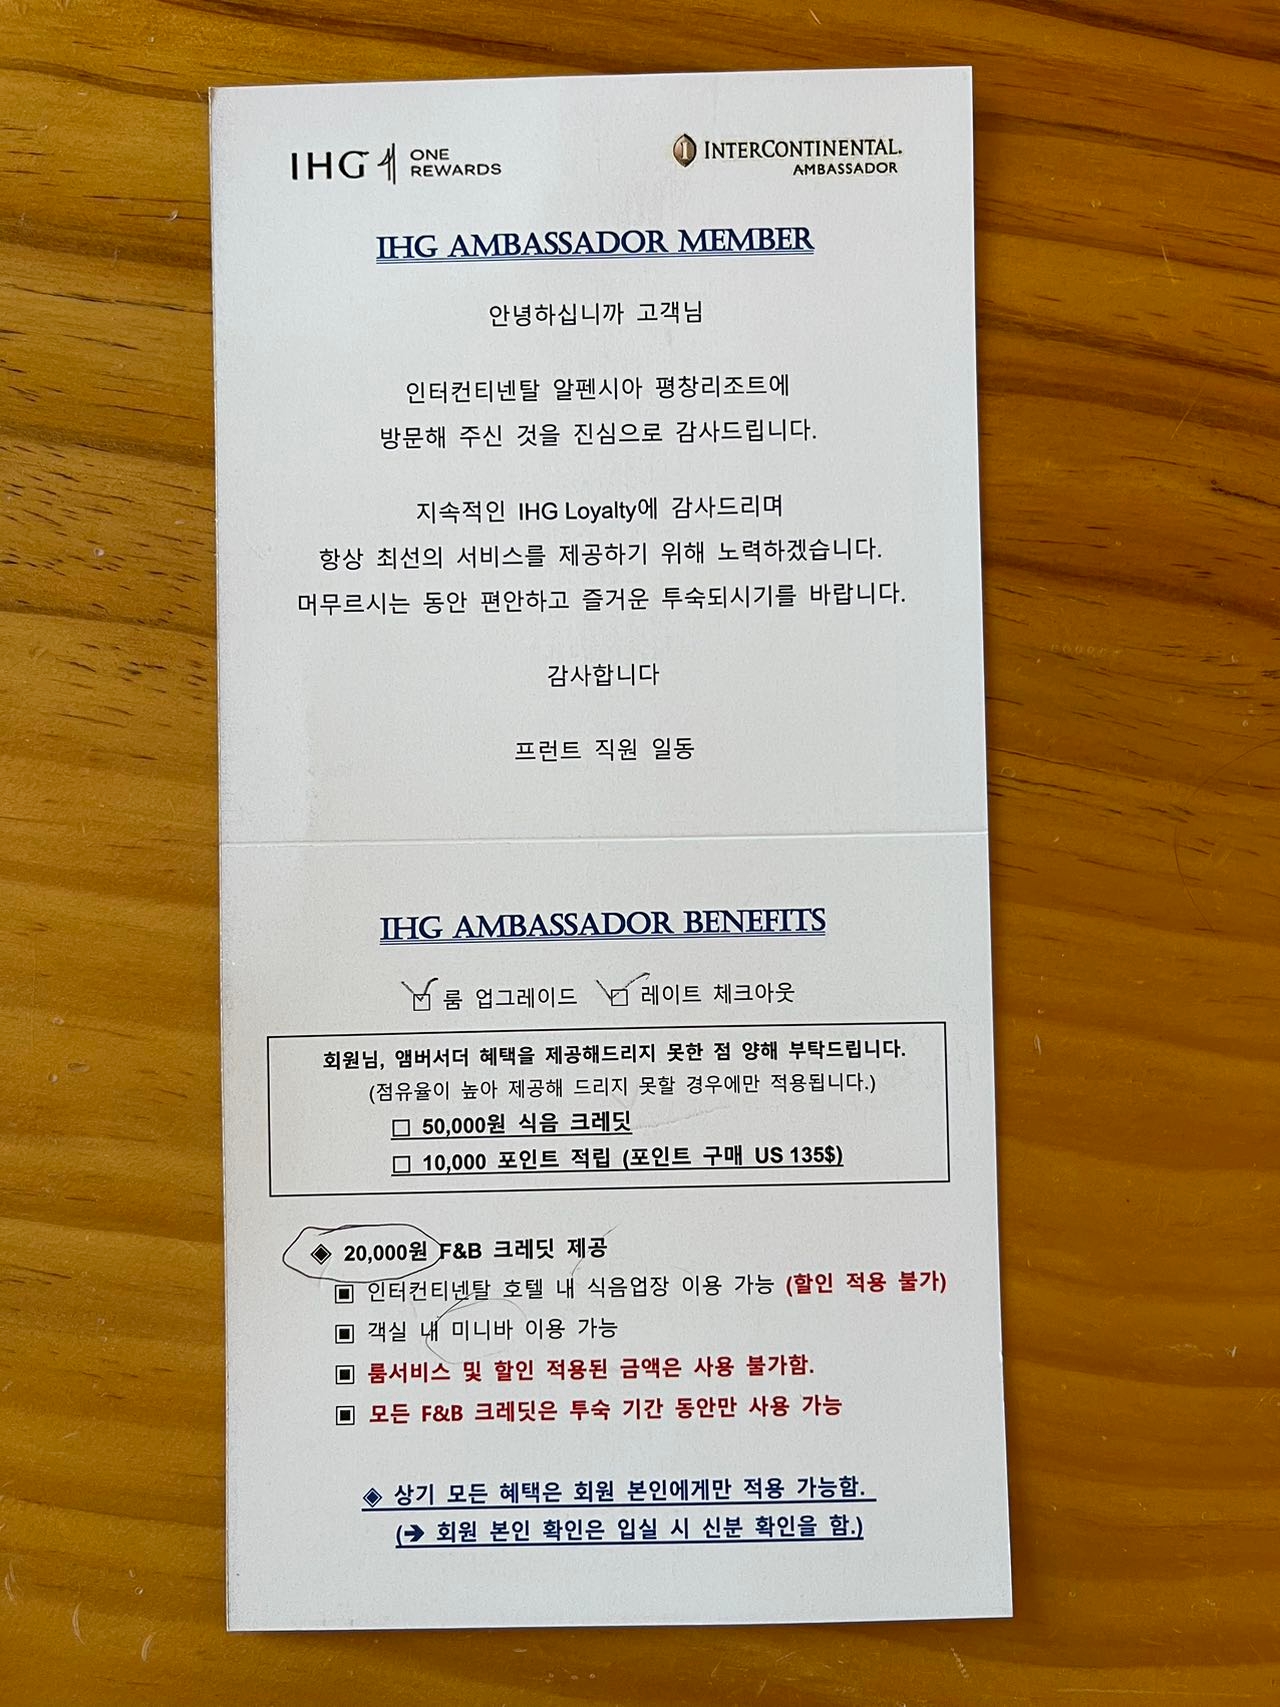 IHG ONE REWARDS
INTERCONTINENTAL.
AMBASSADOR
IHG AMBASSADOR MEMBER
안녕하십니까 고객님
인터컨티넨탈 알펜시아 평창리조트에
방문해 주신 것을 진심으로 감사드립니다.
지속적인 IHG Loyalty에 감사드리며
항상 최선의 서비스를 제공하기 위해 노력하겠습니다.
머무르시는 동안 편안하고 즐거운 투숙되시기를 바랍니다.
감사합니다
프런트 직원 일동
IHG AMBASSADOR BENEFITS
☑ 룸 업그레이드 ☑ 레이트 체크아웃
회원님, 앰버서더 혜택을 제공해드리지 못한 점 양해 부탁드립니다.
(점유율이 높아 제공해 드리지 못할 경우에만 적용됩니다.)
□ 50,000원 식음 크레딧
□ 10,000 포인트 적립 (포인트 구매 US 135$)
◈ 20,000원 F&B 크레딧 제공
▣ 인터컨티넨탈 호텔 내 식음업장 이용 가능 (할인 적용 불가)
▣ 객실 내 미니바 이용 가능
▣ 룸서비스 및 할인 적용된 금액은 사용 불가함.
▣ 모든 F&B 크레딧은 투숙 기간 동안만 사용 가능
◈ 상기 모든 혜택은 회원 본인에게만 적용 가능함.
(➔ 회원 본인 확인은 입실 시 신분 확인을 함.)